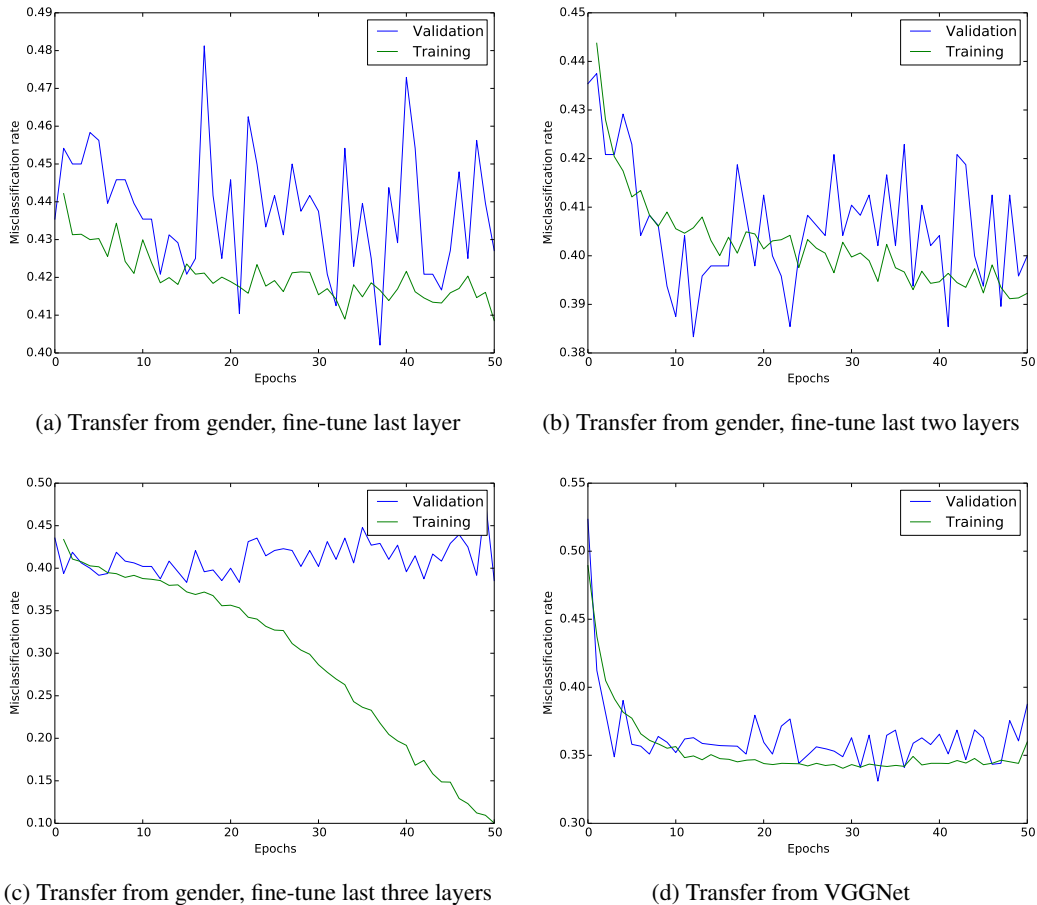 0.49
0.48
0.47
0.46
0.45
0.44
0.43
0.42
0.41
0.40
Misclassification rate
Validation
Training
0 10 20 30 40 50
Epochs
(a) Transfer from gender, fine-tune last layer
0.45
0.44
0.43
0.42
0.41
0.40
0.39
0.38
Misclassification rate
Validation
Training
0 10 20 30 40 50
Epochs
(b) Transfer from gender, fine-tune last two layers
0.50
0.45
0.40
0.35
0.30
0.25
0.20
0.15
0.10
Misclassification rate
Validation
Training
0 10 20 30 40 50
Epochs
(c) Transfer from gender, fine-tune last three layers
0.55
0.50
0.45
0.40
0.35
0.30
Misclassification rate
Validation
Training
0 10 20 30 40 50
Epochs
(d) Transfer from VGGNet